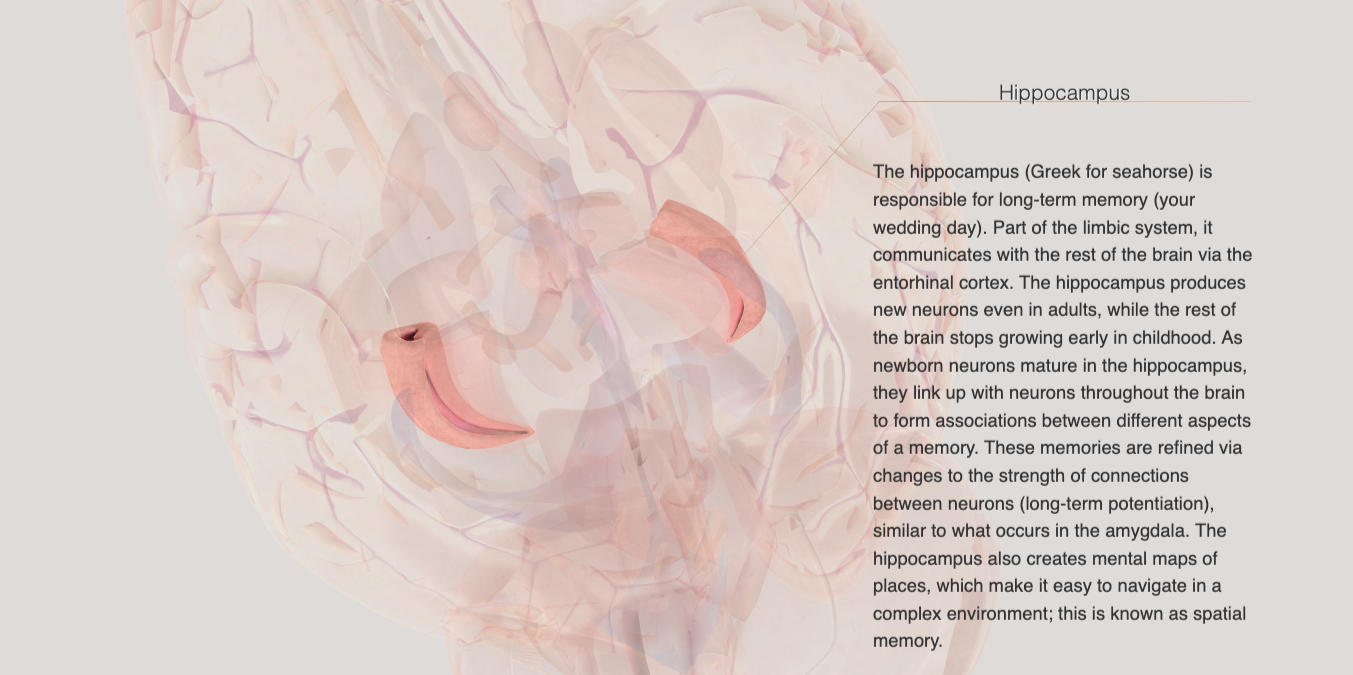 Hippocampus
The hippocampus (Greek for seahorse) is
responsible for long-term memory (your
wedding day). Part of the limbic system, it
communicates with the rest of the brain via the
entorhinal cortex. The hippocampus produces
new neurons even in adults, while the rest of
the brain stops growing early in childhood. As
newborn neurons mature in the hippocampus,
they link up with neurons throughout the brain
to form associations between different aspects
of a memory. These memories are refined via
changes to the strength of connections
between neurons (long-term potentiation),
similar to what occurs in the amygdala. The
hippocampus also creates mental maps of
places, which make it easy to navigate in a
complex environment; this is known as spatial
memory.